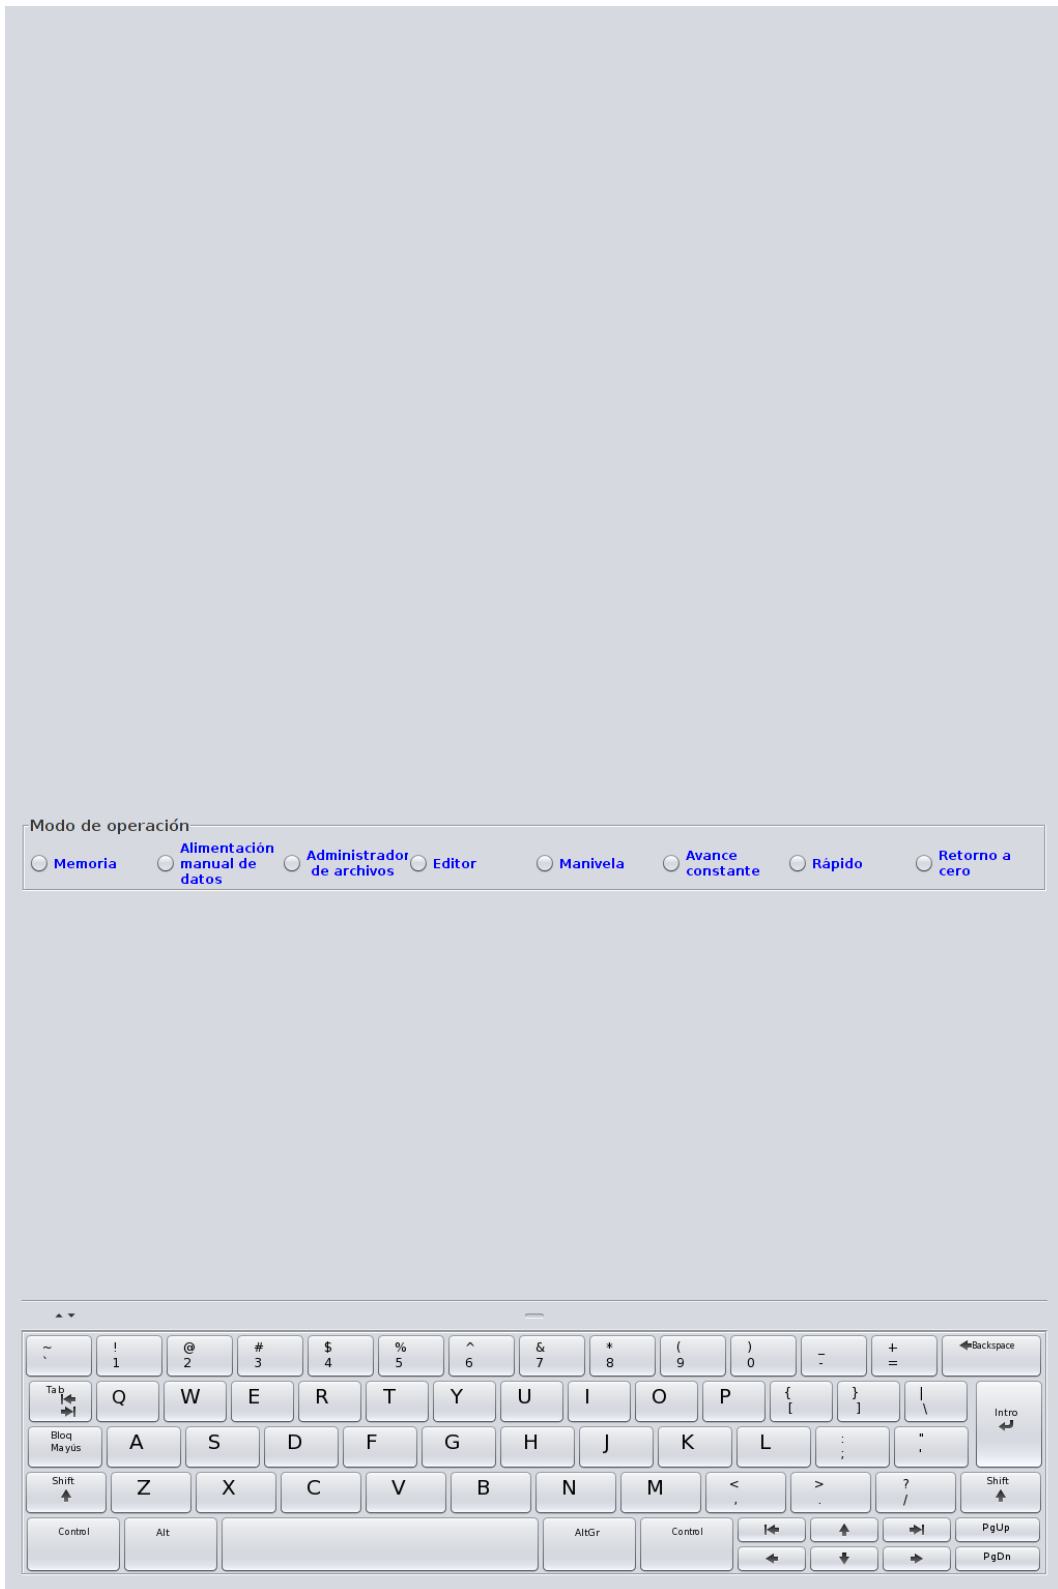 Modo de operación
Memoria
Alimentación
manual de
datos
Administrador
de archivos
Editor
Manivela
Avance
constante
Rápido
Retorno a
cero
~ ! @ # $ % ^ & * ( ) _ + Backspace
` 1 2 3 4 5 6 7 8 9 0 - =
Tab Q W E R T Y U I O P { } | Intro
[ ] \
Bloq
Mayús
A S D F G H J K L : "
; '
Shift Z X C V B N M < > ? Shift
, . /
Control Alt AltGr Control PgUp
PgDn